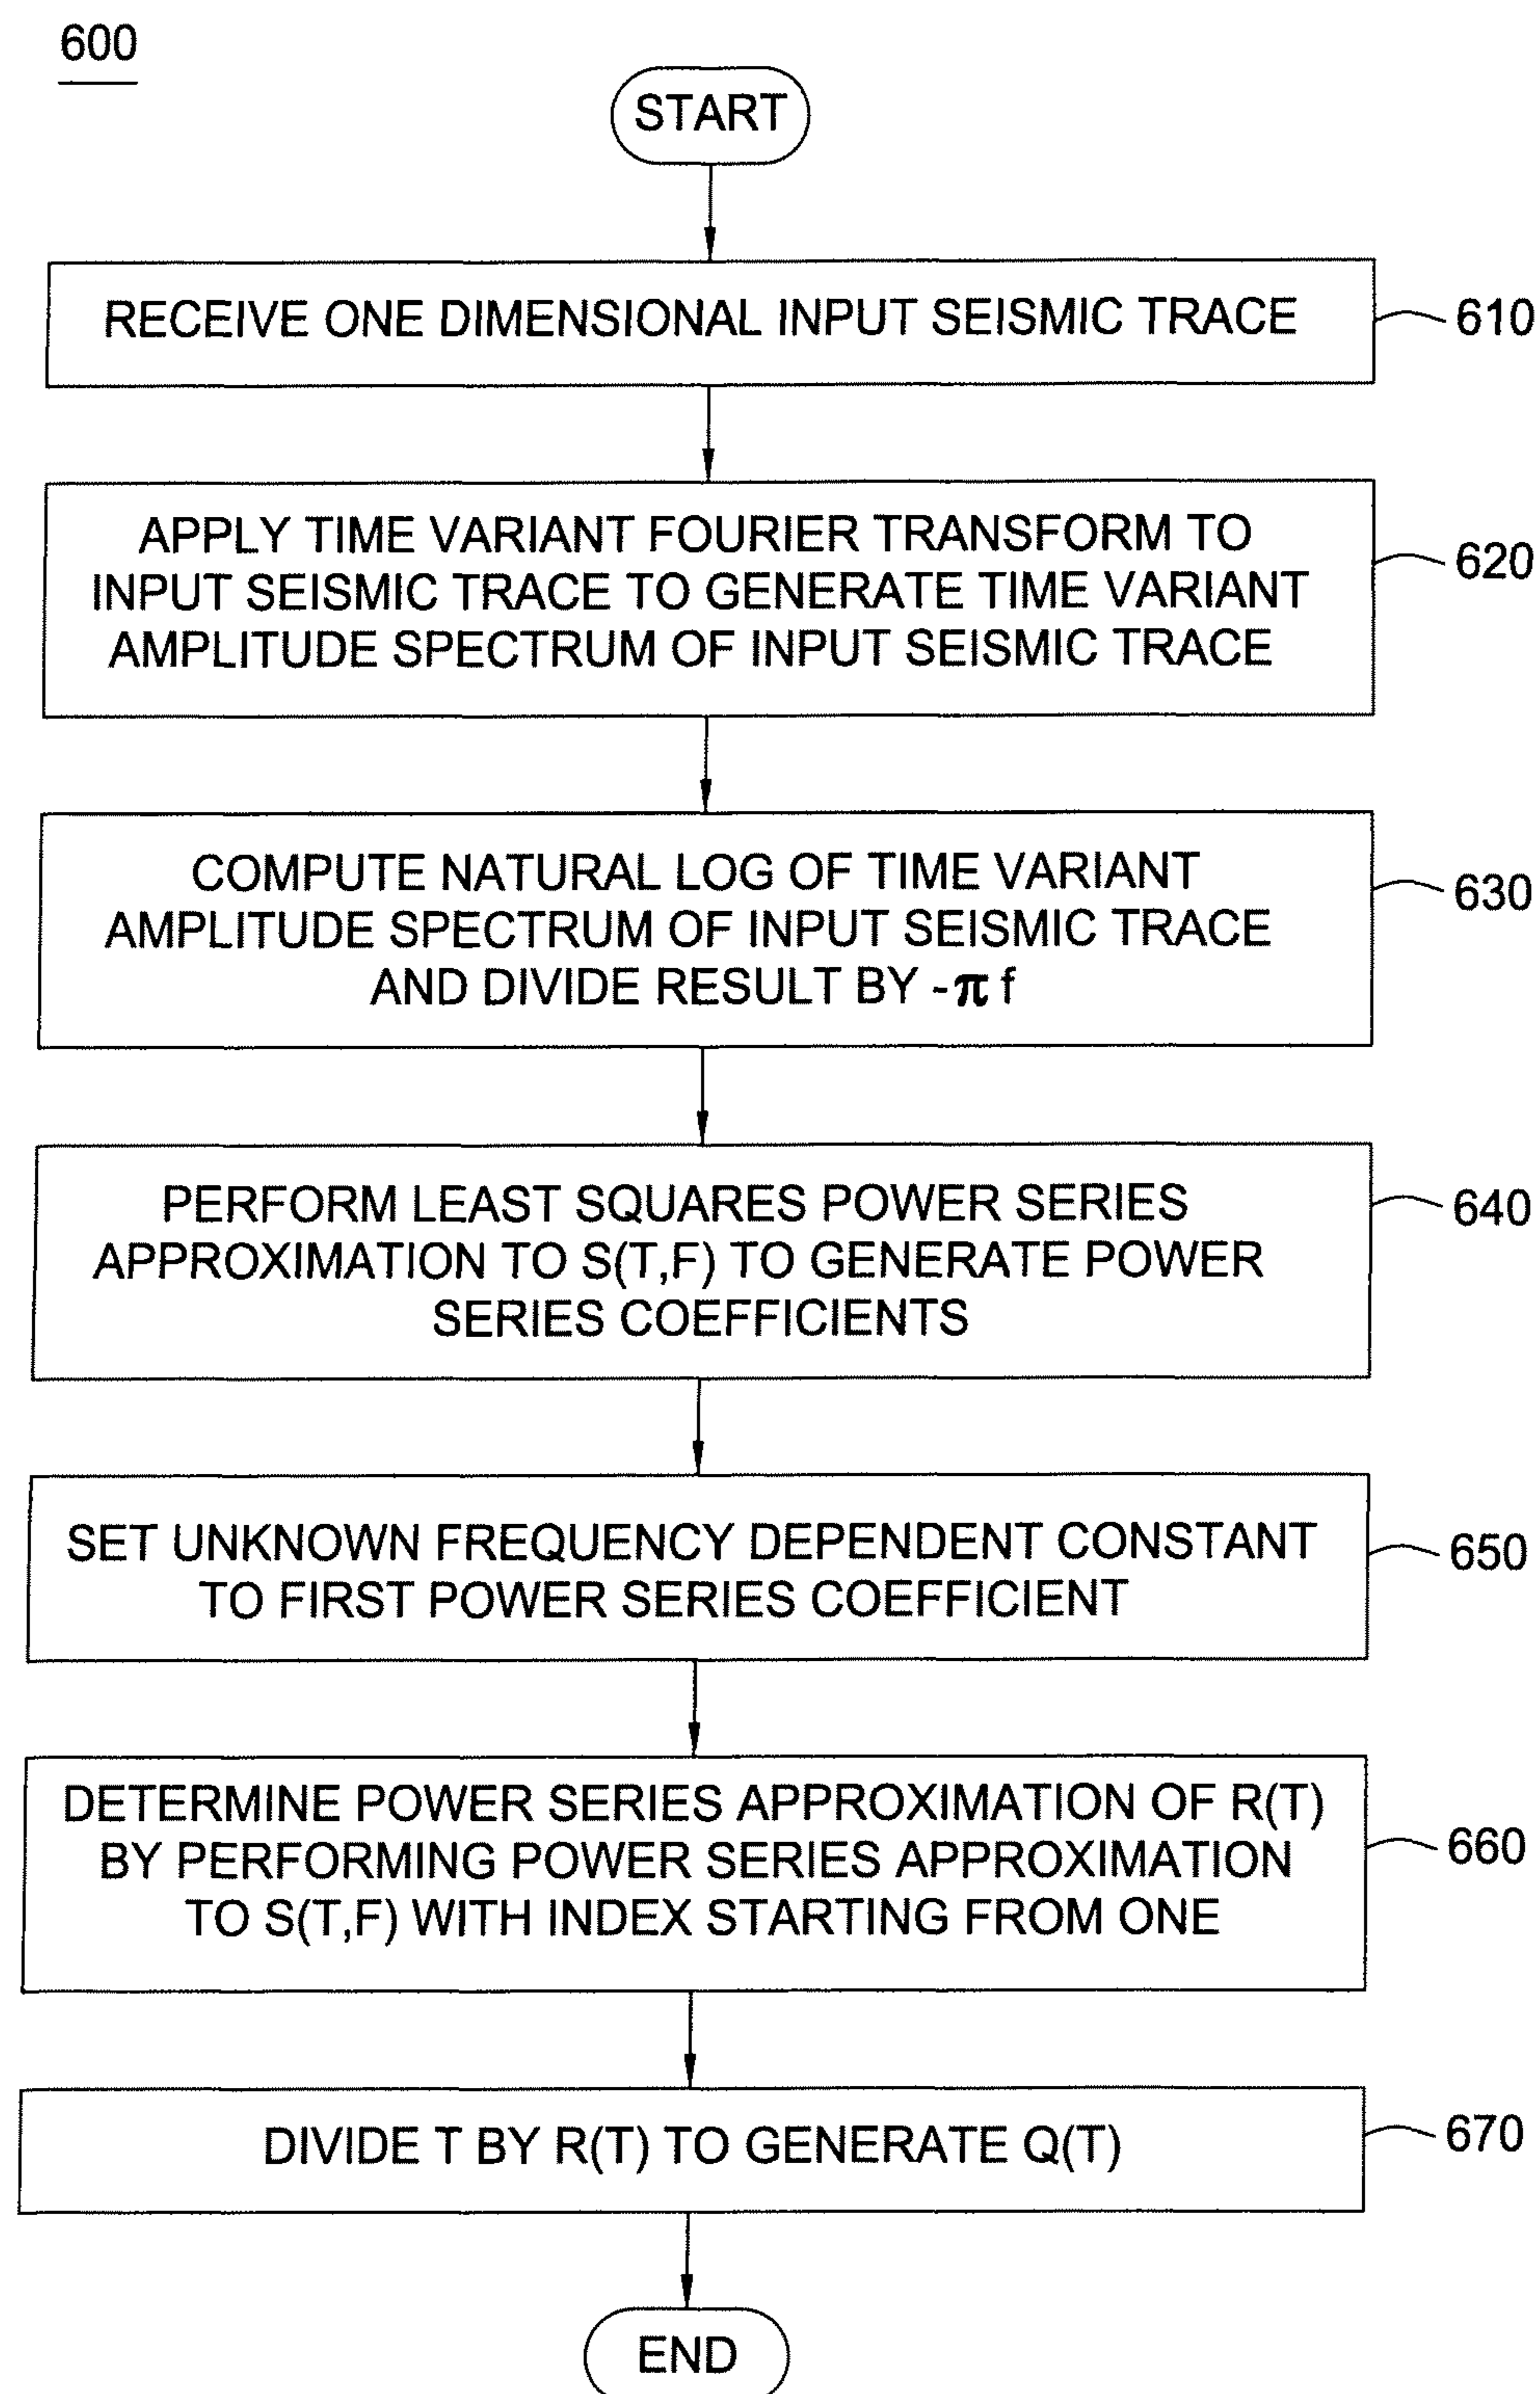 600
START
RECEIVE ONE DIMENSIONAL INPUT SEISMIC TRACE
610
APPLY TIME VARIANT FOURIER TRANSFORM TO
INPUT SEISMIC TRACE TO GENERATE TIME VARIANT
AMPLITUDE SPECTRUM OF INPUT SEISMIC TRACE
620
COMPUTE NATURAL LOG OF TIME VARIANT
AMPLITUDE SPECTRUM OF INPUT SEISMIC TRACE
AND DIVIDE RESULT BY -π f
630
PERFORM LEAST SQUARES POWER SERIES
APPROXIMATION TO S(T,F) TO GENERATE POWER
SERIES COEFFICIENTS
640
SET UNKNOWN FREQUENCY DEPENDENT CONSTANT
TO FIRST POWER SERIES COEFFICIENT
650
DETERMINE POWER SERIES APPROXIMATION OF R(T)
BY PERFORMING POWER SERIES APPROXIMATION
TO S(T,F) WITH INDEX STARTING FROM ONE
660
DIVIDE T BY R(T) TO GENERATE Q(T)
670
END